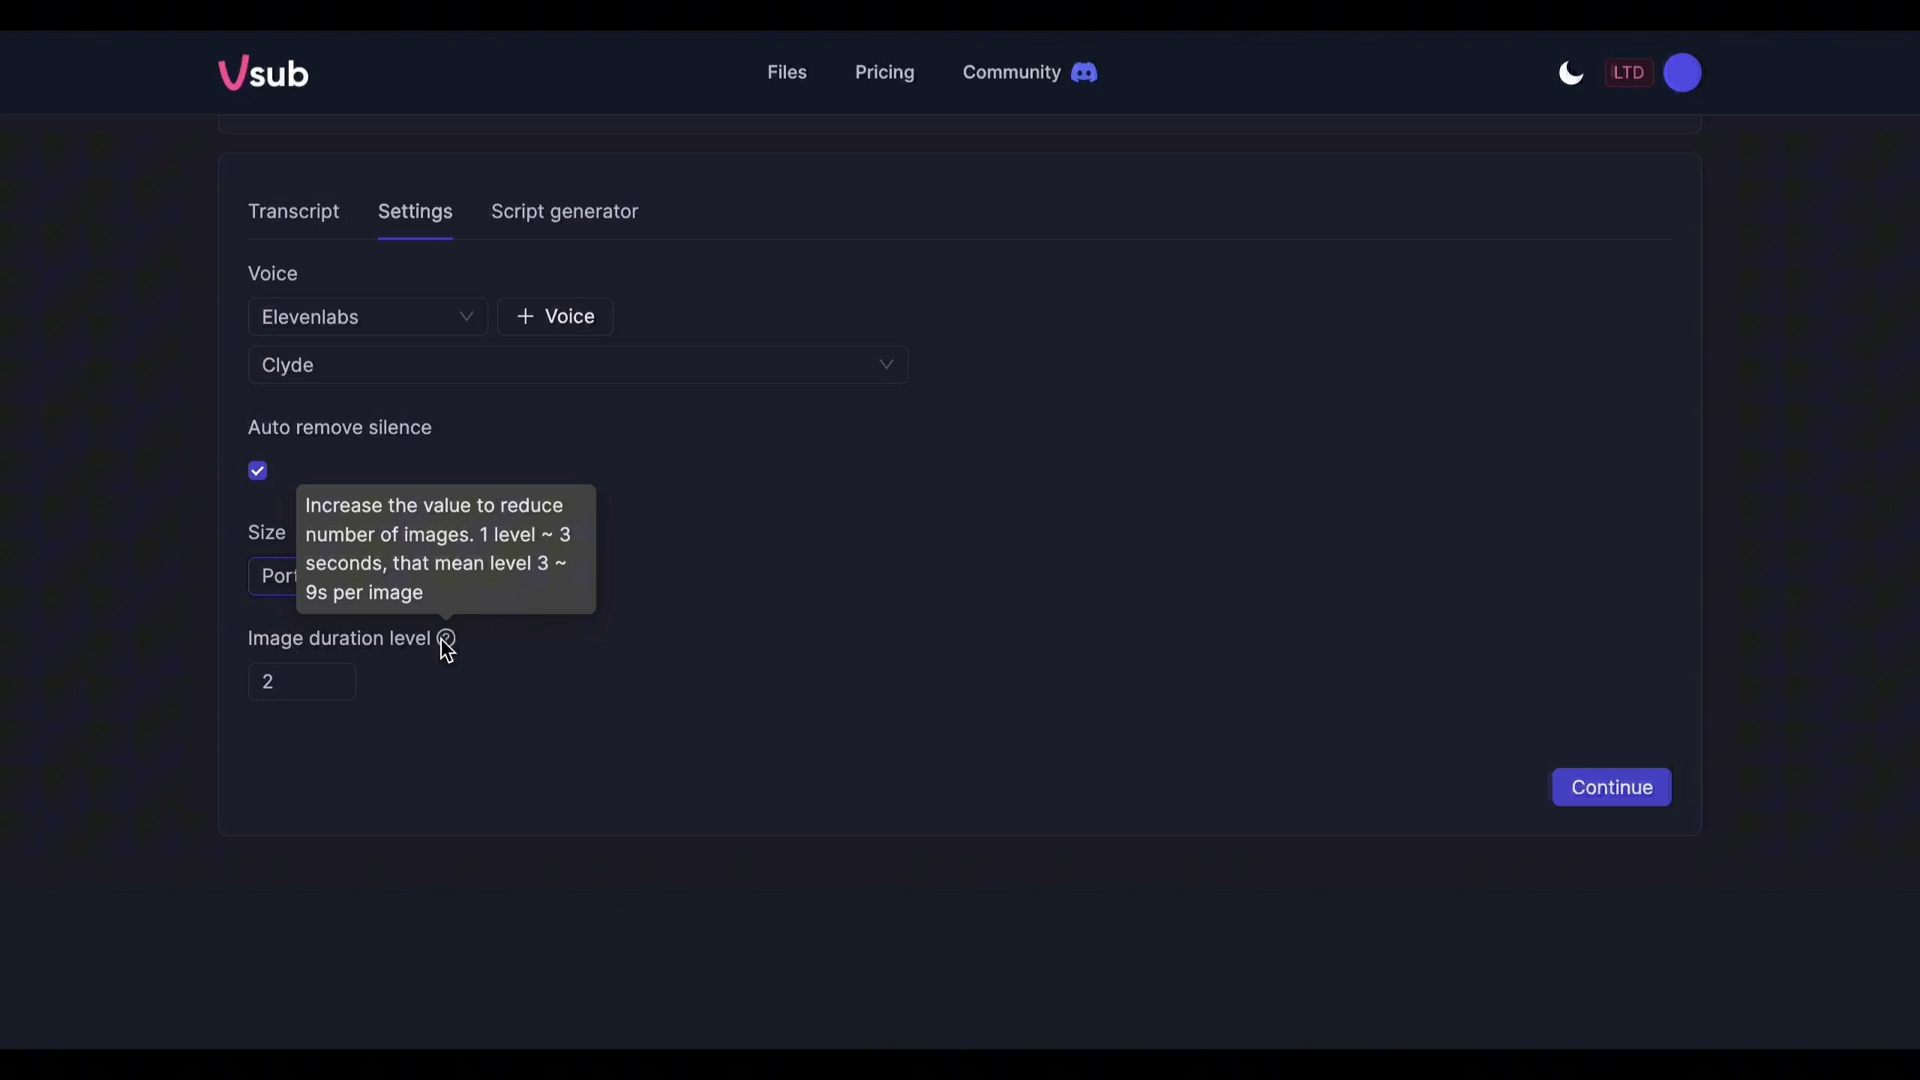 Vsub
Files
Pricing
Community
LTD
Transcript
Settings
Script generator
Voice
Elevenlabs
+ Voice
Clyde
Auto remove silence
Increase the value to reduce
number of images. 1 level ~ 3
seconds, that mean level 3 ~
9s per image
Size
Port
Image duration level
2
Continue